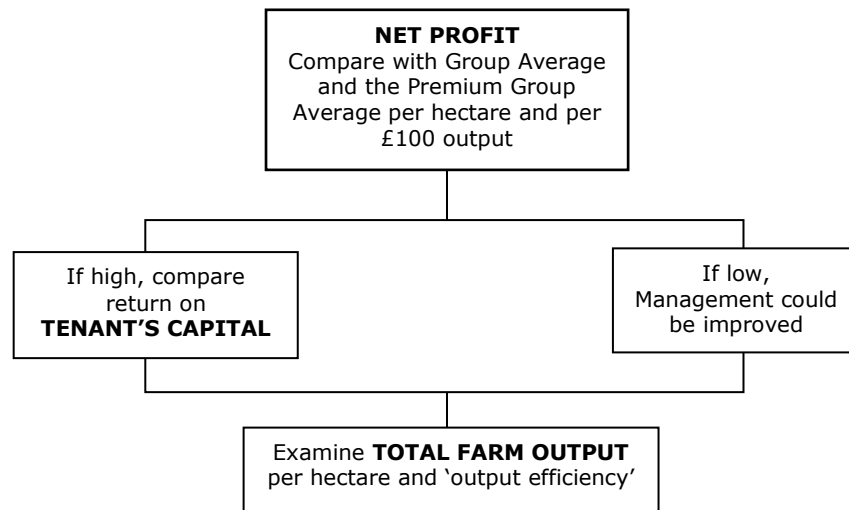 NET PROFIT
Compare with Group Average
and the Premium Group
Average per hectare and per
£100 output
If high, compare
return on
TENANT’S CAPITAL
If low,
Management could
be improved
Examine TOTAL FARM OUTPUT
per hectare and ‘output efficiency’